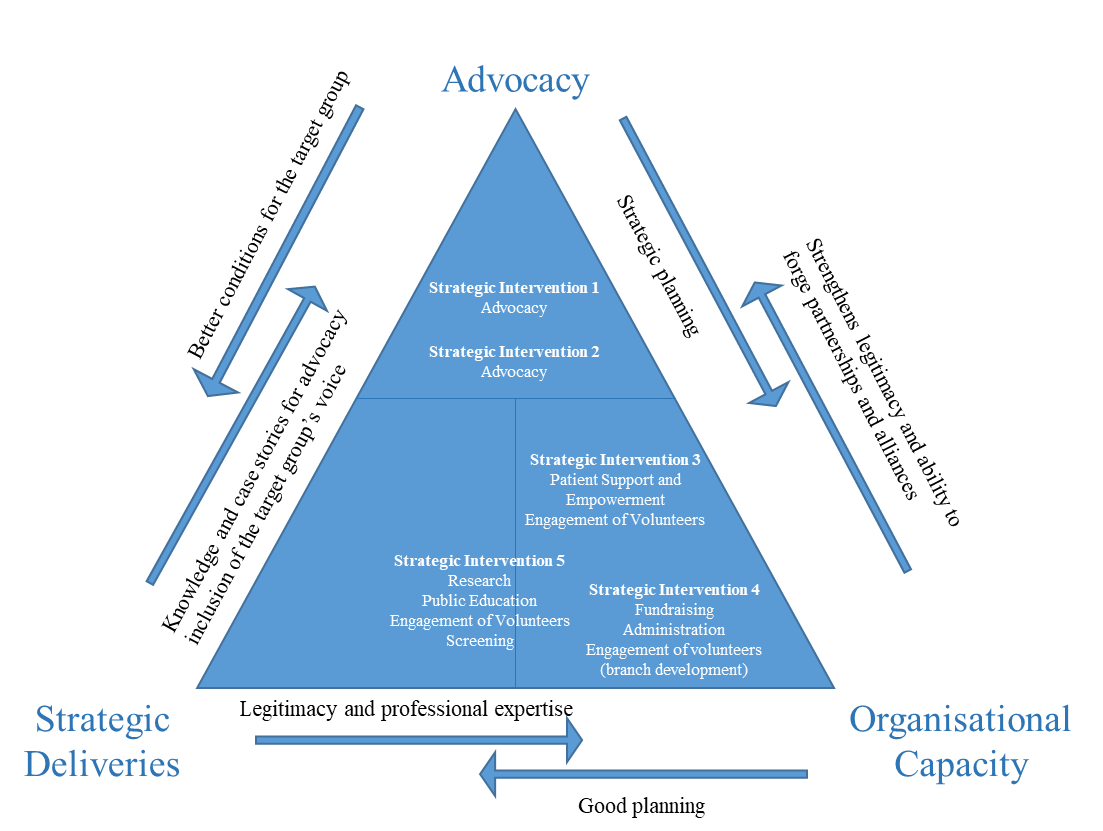 Advocacy
Better conditions for the target group
Knowledge and case stories for advocacy
inclusion of the target group’s voice
Strategic planning
Strengthens legitimacy and ability to
forge partnerships and alliances
Strategic Intervention 1
Advocacy
Strategic Intervention 2
Advocacy
Strategic Intervention 3
Patient Support and
Empowerment
Engagement of Volunteers
Strategic Intervention 5
Research
Public Education
Engagement of Volunteers
Screening
Strategic Intervention 4
Fundraising
Administration
Engagement of volunteers
(branch development)
Strategic
Deliveries
Legitimacy and professional expertise
Good planning
Organisational
Capacity